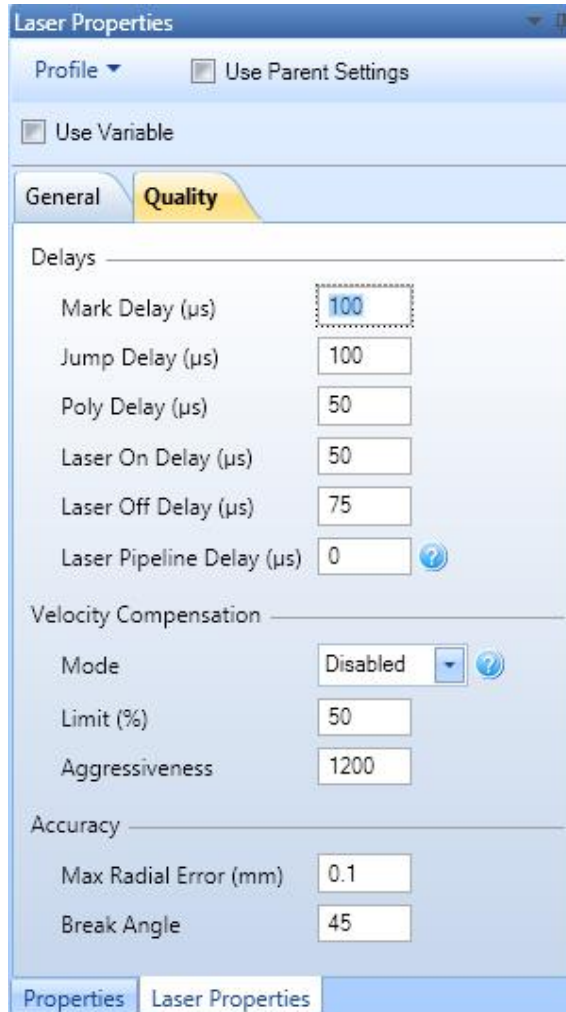 Laser Properties
Profile Use Parent Settings
Use Variable
General Quality
Delays
Mark Delay (µs) 100
Jump Delay (µs) 100
Poly Delay (µs) 50
Laser On Delay (µs) 50
Laser Off Delay (µs) 75
Laser Pipeline Delay (µs) 0 ?
Velocity Compensation
Mode Disabled ?
Limit (%) 50
Aggressiveness 1200
Accuracy
Max Radial Error (mm) 0.1
Break Angle 45
Properties Laser Properties